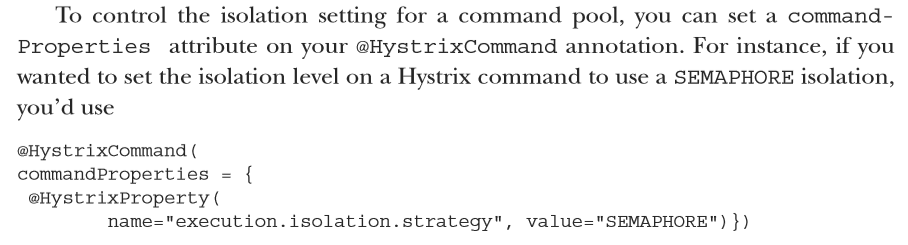 To control the isolation setting for a command pool, you can set a command-
Properties attribute on your @HystrixCommand annotation. For instance, if you
wanted to set the isolation level on a Hystrix command to use a SEMAPHORE isolation,
you'd use
@HystrixCommand(
commandProperties = {
@HystrixProperty(
name="execution.isolation.strategy", value="SEMAPHORE")})